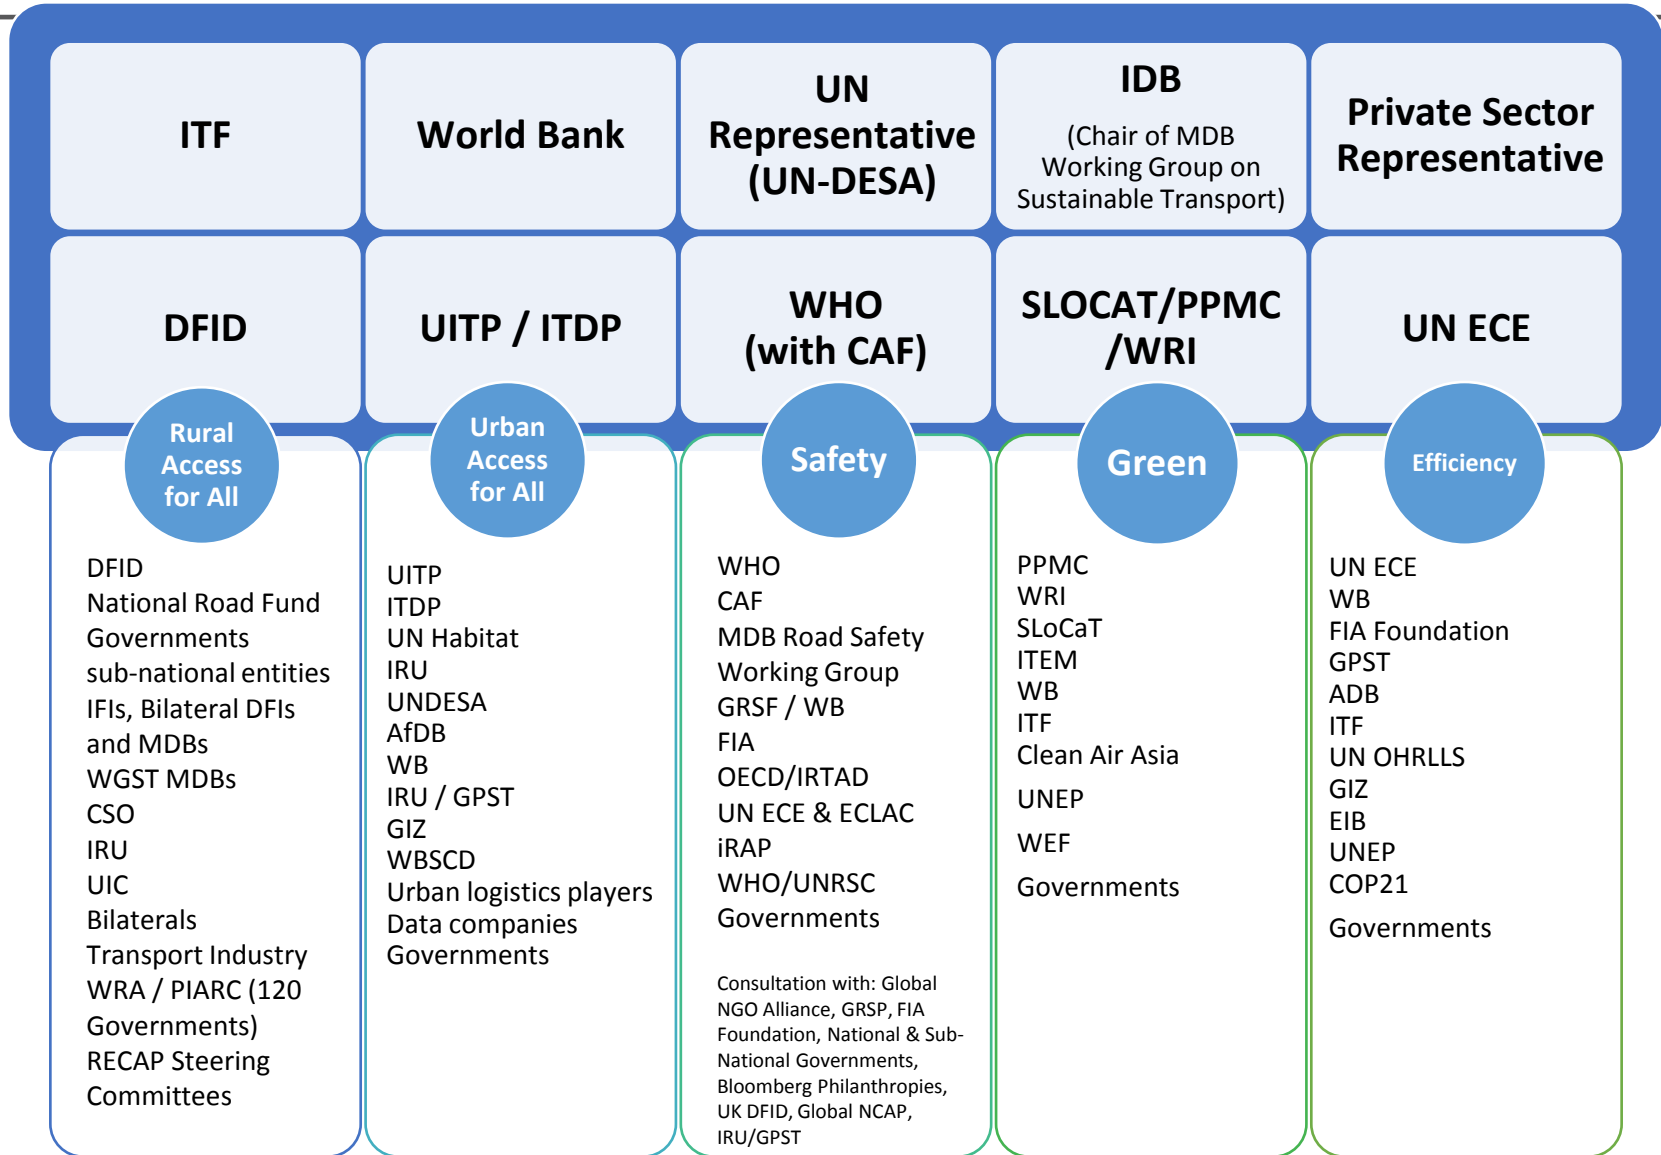 ITF
World Bank
UN
Representative
(UN-DESA)
IDB
(Chair of MDB
Working Group on
Sustainable Transport)
Private Sector
Representative
DFID
UITP / ITDP
WHO
(with CAF)
SLOCAT/PPMC
/WRI
UN ECE
Rural
Access
for All
DFID
National Road Fund
Governments
sub-national entities
IFIs, Bilateral DFIs
and MDBs
WGST MDBs
CSO
IRU
UIC
Bilaterals
Transport Industry
WRA / PIARC (120
Governments)
RECAP Steering
Committees
Urban
Access
for All
UITP
ITDP
UN Habitat
IRU
UNDESA
AfDB
WB
IRU / GPST
GIZ
WBSCD
Urban logistics players
Data companies
Governments
Safety
WHO
CAF
MDB Road Safety
Working Group
GRSF / WB
FIA
OECD/IRTAD
UN ECE & ECLAC
iRAP
WHO/UNRSC
Governments
Consultation with: Global
NGO Alliance, GRSP, FIA
Foundation, National & Sub-
National Governments,
Bloomberg Philanthropies,
UK DFID, Global NCAP,
IRU/GPST
Green
PPMC
WRI
SLoCaT
ITEM
WB
ITF
Clean Air Asia
UNEP
WEF
Governments
Efficiency
UN ECE
WB
FIA Foundation
GPST
ADB
ITF
UN OHRLLS
GIZ
EIB
UNEP
COP21
Governments